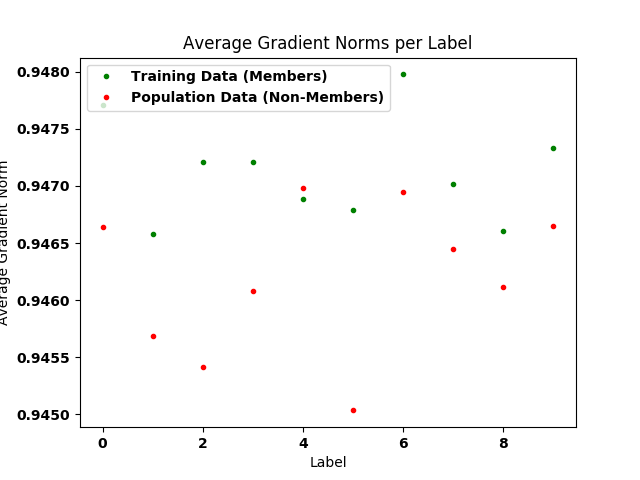 Average Gradient Norms per Label
Training Data (Members)
Population Data (Non-Members)
0.9480
0.9475
0.9470
0.9465
0.9460
0.9455
0.9450
Average Gradient Norm
0 2 4 6 8
Label